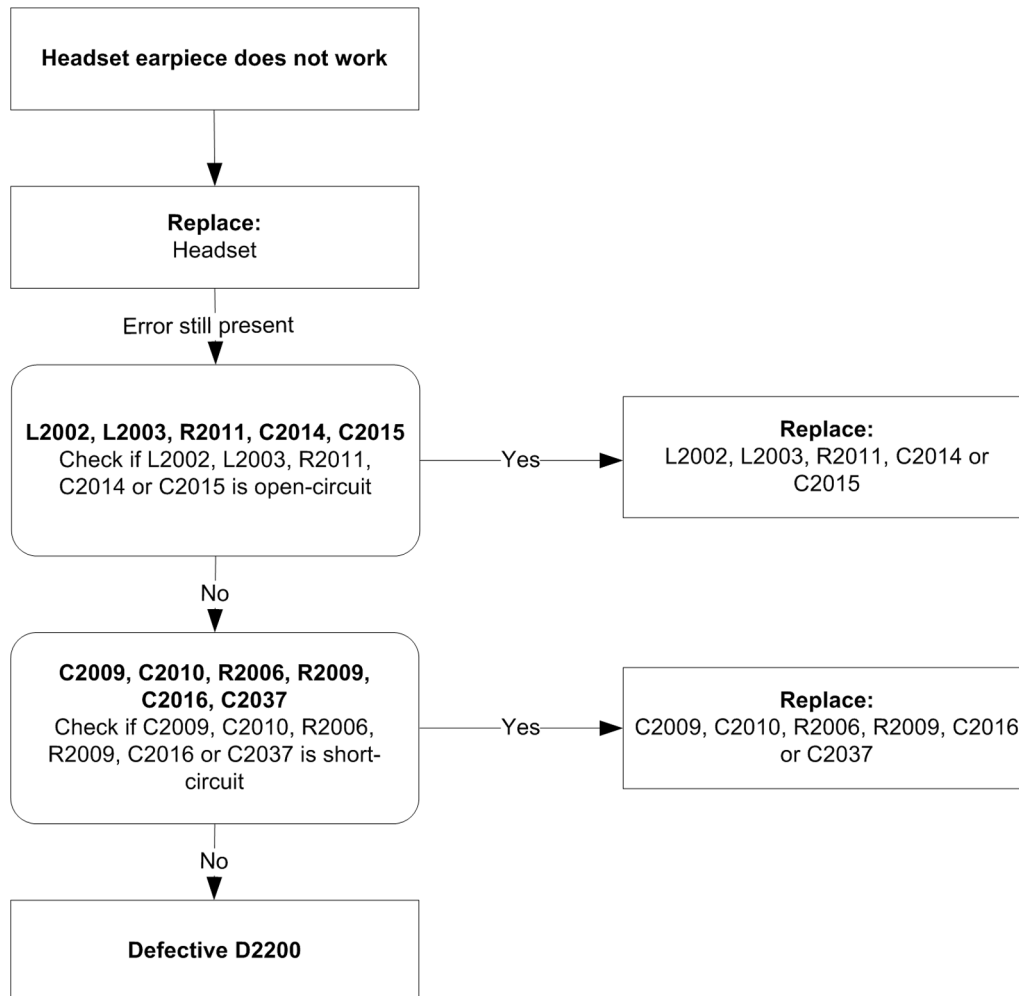 Headset earpiece does not work
Replace:
Headset
Error still present
L2002, L2003, R2011, C2014, C2015
Check if L2002, L2003, R2011,
C2014 or C2015 is open-circuit
Yes
Replace:
L2002, L2003, R2011, C2014 or
C2015
No
C2009, C2010, R2006, R2009,
C2016, C2037
Check if C2009, C2010, R2006,
R2009, C2016 or C2037 is short-
circuit
Yes
Replace:
C2009, C2010, R2006, R2009, C2016
or C2037
No
Defective D2200